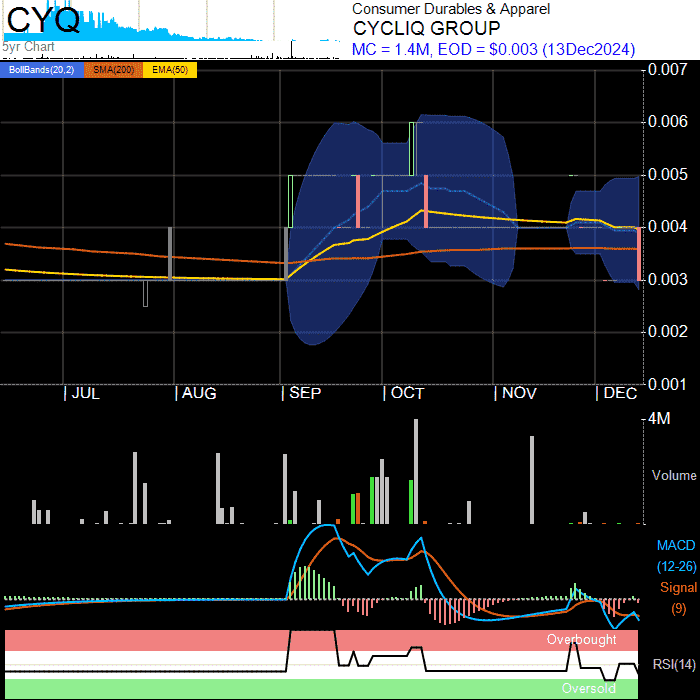 CYQ
5yr Chart
Consumer Durables & Apparel
CYCLIQ GROUP
MC = 1.4M, EOD = $0.003 (13Dec2024)
BollBands(20,2) SMA(200) EMA(50)
0.007
0.006
0.005
0.004
0.003
0.002
0.001
JUL AUG SEP OCT NOV DEC
4M
Volume
MACD
(12-26)
Signal
(9)
Overbought
RSI(14)
Oversold